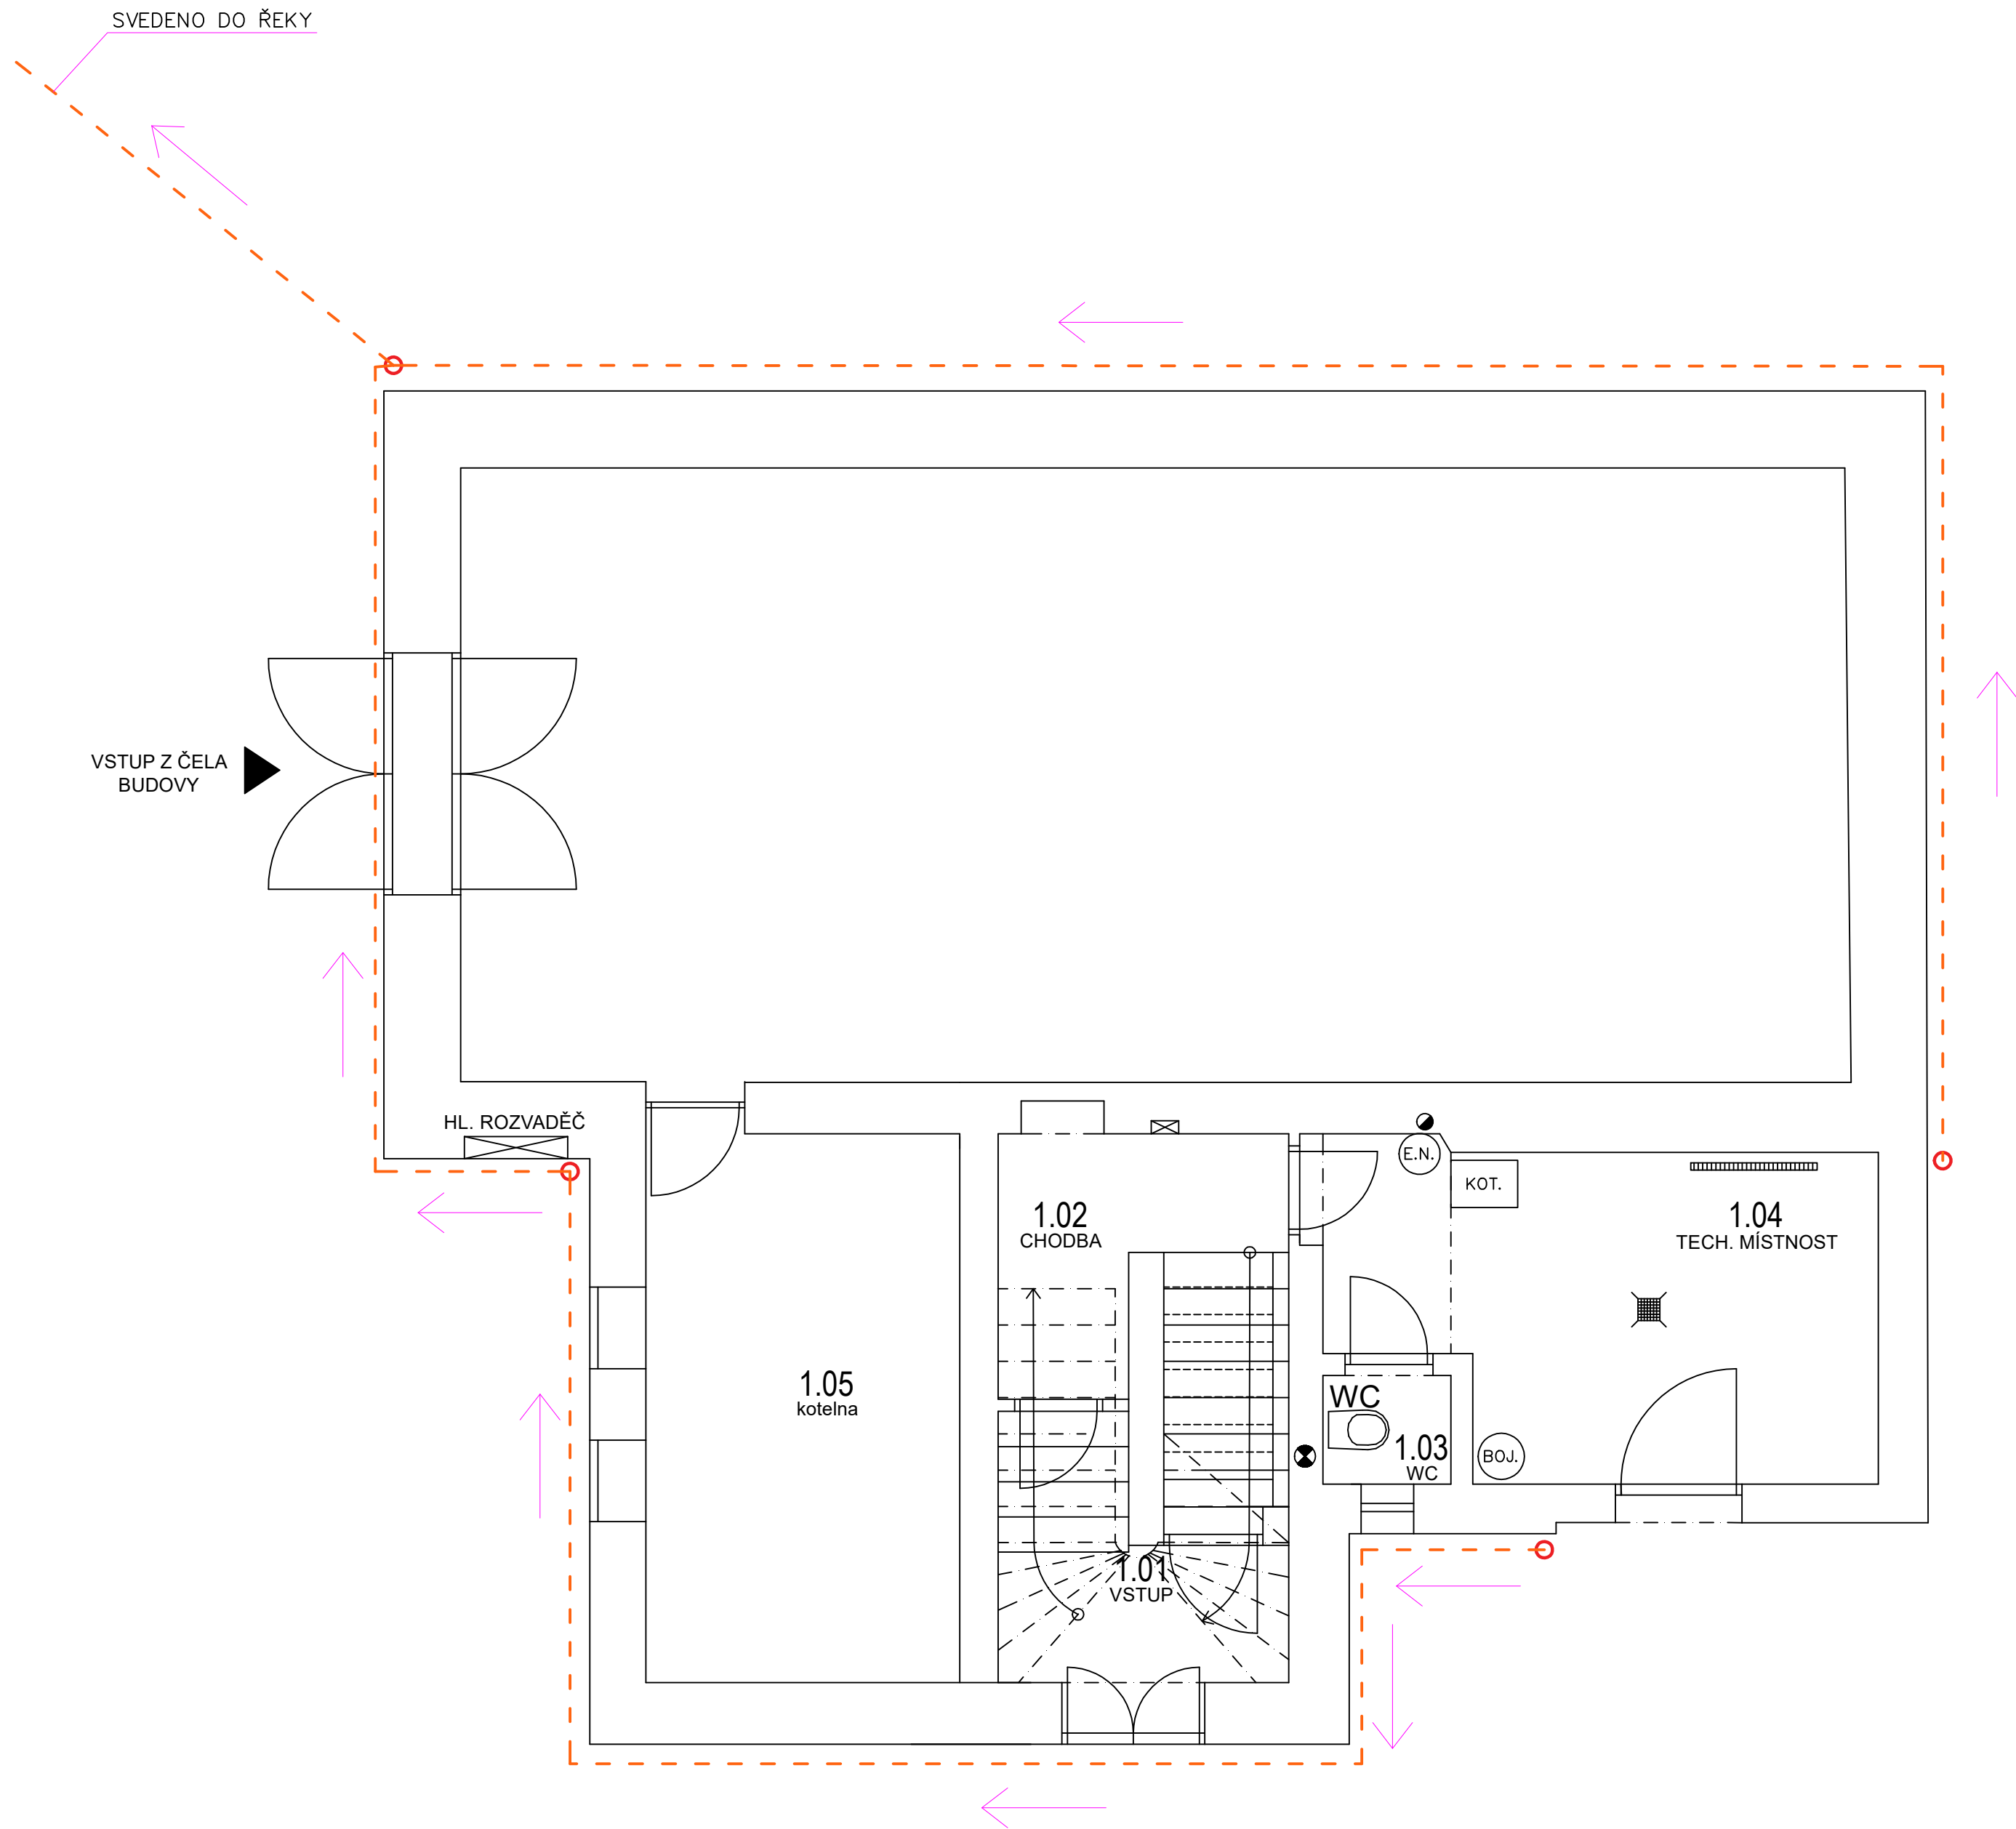 SVEDENO DO ŘEKY
VSTUP Z ČELA
BUDOVY
HL. ROZVADĚČ
E.N.
KOT.
1.02
CHODBA
1.04
TECH. MÍSTNOST
1.05
kotelna
WC
1.03
WC
BOJ.
1.01
VSTUP